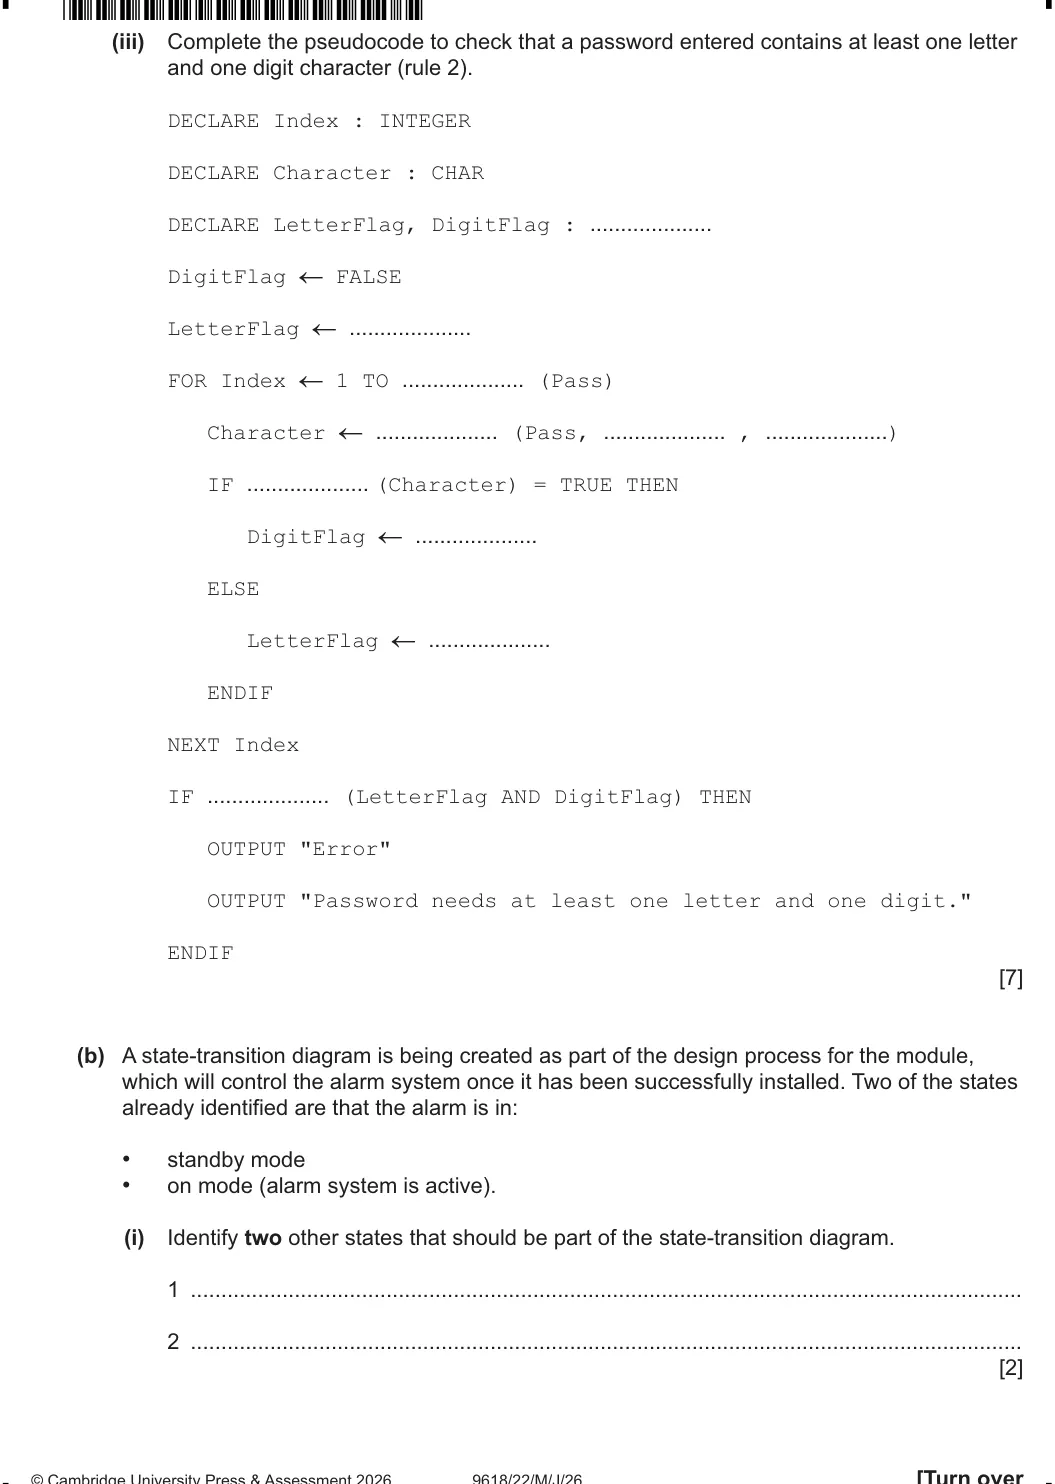 (iii) Complete the pseudocode to check that a password entered contains at least one letter
and one digit character (rule 2).
DECLARE Index : INTEGER
DECLARE Character : CHAR
DECLARE LetterFlag, DigitFlag : ....................
DigitFlag ← FALSE
LetterFlag ← ....................
FOR Index ← 1 TO .................... (Pass)
Character ← .................... (Pass, .................... , ....................)
IF .................... (Character) = TRUE THEN
DigitFlag ← ....................
ELSE
LetterFlag ← ....................
ENDIF
NEXT Index
IF .................... (LetterFlag AND DigitFlag) THEN
OUTPUT "Error"
OUTPUT "Password needs at least one letter and one digit."
ENDIF
[7]
(b) A state-transition diagram is being created as part of the design process for the module,
which will control the alarm system once it has been successfully installed. Two of the states
already identified are that the alarm is in:
• standby mode
• on mode (alarm system is active).
(i) Identify two other states that should be part of the state-transition diagram.
1 ..........................................................................................................................................
2 ..........................................................................................................................................
[2]
© Cambridge University Press & Assessment 2026 9618/22/M/J/26 [Turn over